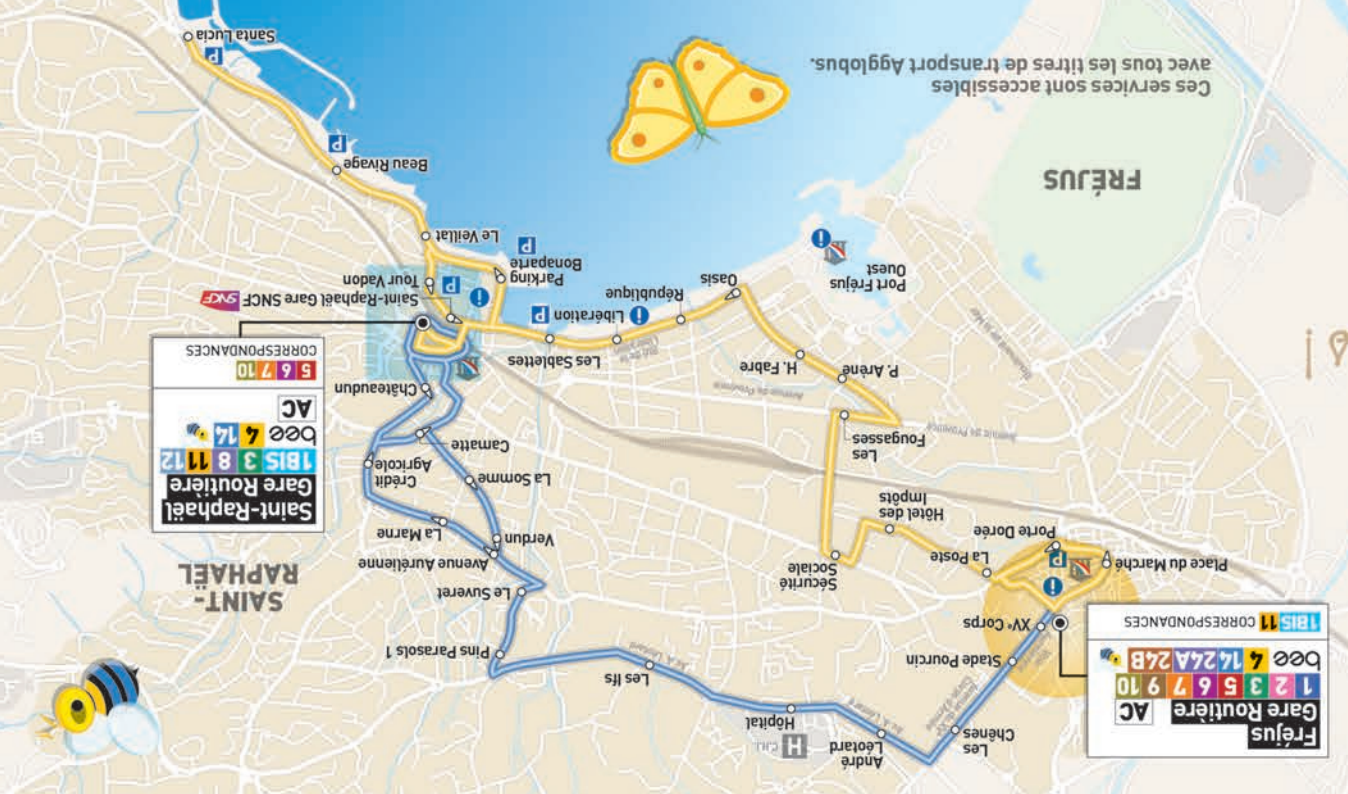 Fréjus
Gare Routière AC
1 2 3 5 6 7 9 10
bee 4 14 24A 24B
1BIS 11 CORRESPONDANCES
Les
Chênes
André
Léotard
H
Hôpital
Stade Pourcin
XVᵉ Corps
Les Ifs
Pins Parasols 1
SAINT-
RAPHAËL
Place du Marché
Porte Dorée
P
La Poste
Hôtel des
Impôts
Sécurité
Sociale
Le Suveret
Avenue Aurélienne
Verdun
La Marne
La Somme
Crédit
Agricole
Camatte
Châteaudun
Saint-Raphaël
Gare Routière
1BIS 3 8 11 12
bee 4 14
AC
5 6 7 10
CORRESPONDANCES
Les
Fougasses
Avenue de Provence
Avenue de Provence
P. Arène
H. Fabre
Les Sablettes
Libération
P
République
Oasis
Port Fréjus
Ouest
Saint-Raphaël Gare SNCF SNCF
Tour Vadon
P
Parking
Bonaparte
P
Le Veillat
Beau Rivage
P
Santa Lucia
P
FRÉJUS
Ces services sont accessibles
avec tous les titres de transport Agglobus.